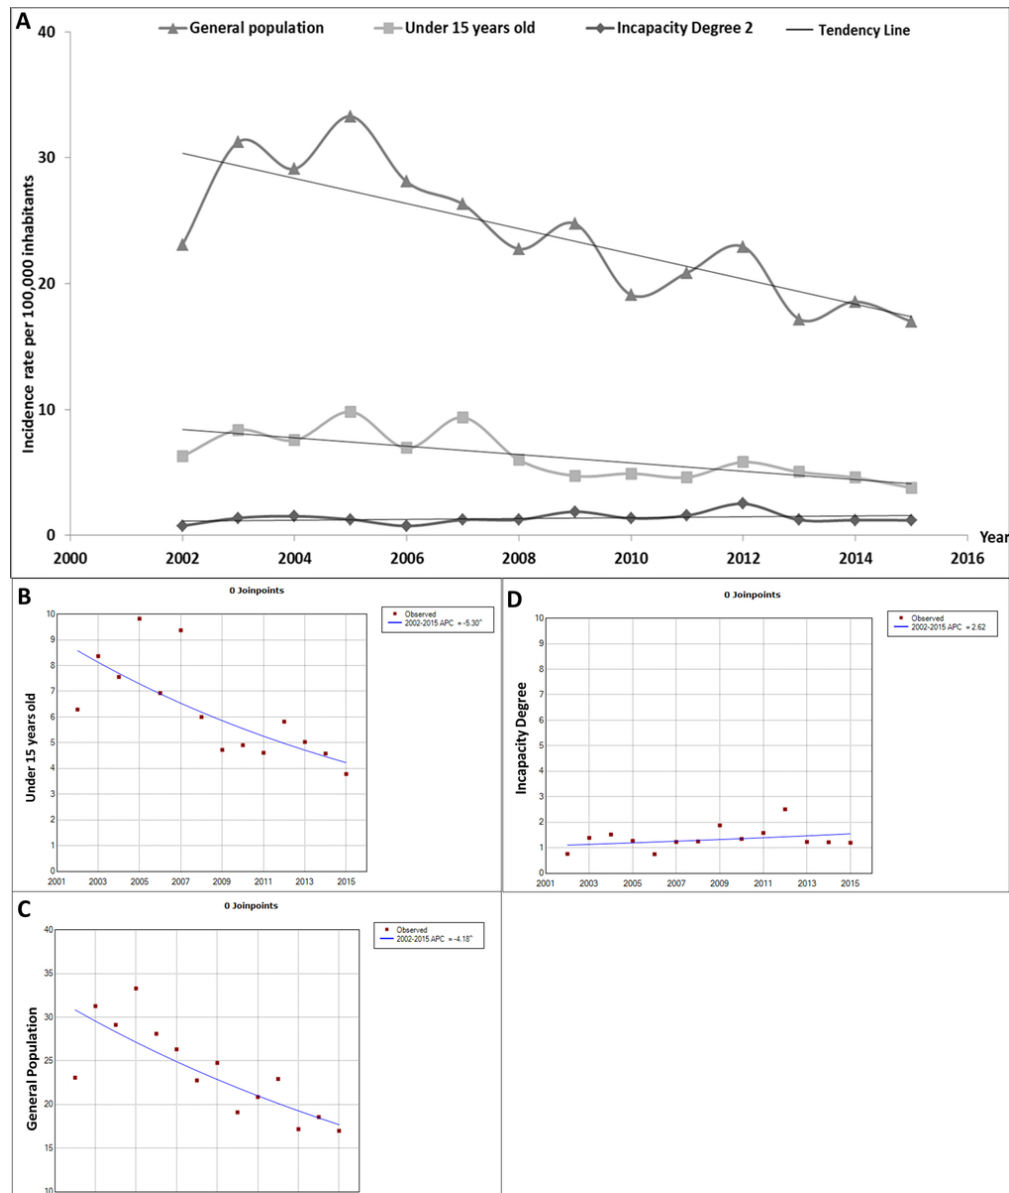 A
General population
Under 15 years old
Incapacity Degree 2
Tendency Line
Incidence rate per 100,000 inhabitants
40
30
20
10
0
Year
2000 2002 2004 2006 2008 2010 2012 2014 2016
B
0 Joinpoints
Observed
2002-2015 APC = -5.30^
Under 15 years old
10
9
8
7
6
5
4
3
2
1
0
2001 2003 2005 2007 2009 2011 2013 2015
D
0 Joinpoints
Observed
2002-2015 APC = 2.62
Incapacity Degree
10
9
8
7
6
5
4
3
2
1
0
2001 2003 2005 2007 2009 2011 2013 2015
C
0 Joinpoints
Observed
2002-2015 APC = -4.18^
General Population
40
35
30
25
20
15
10